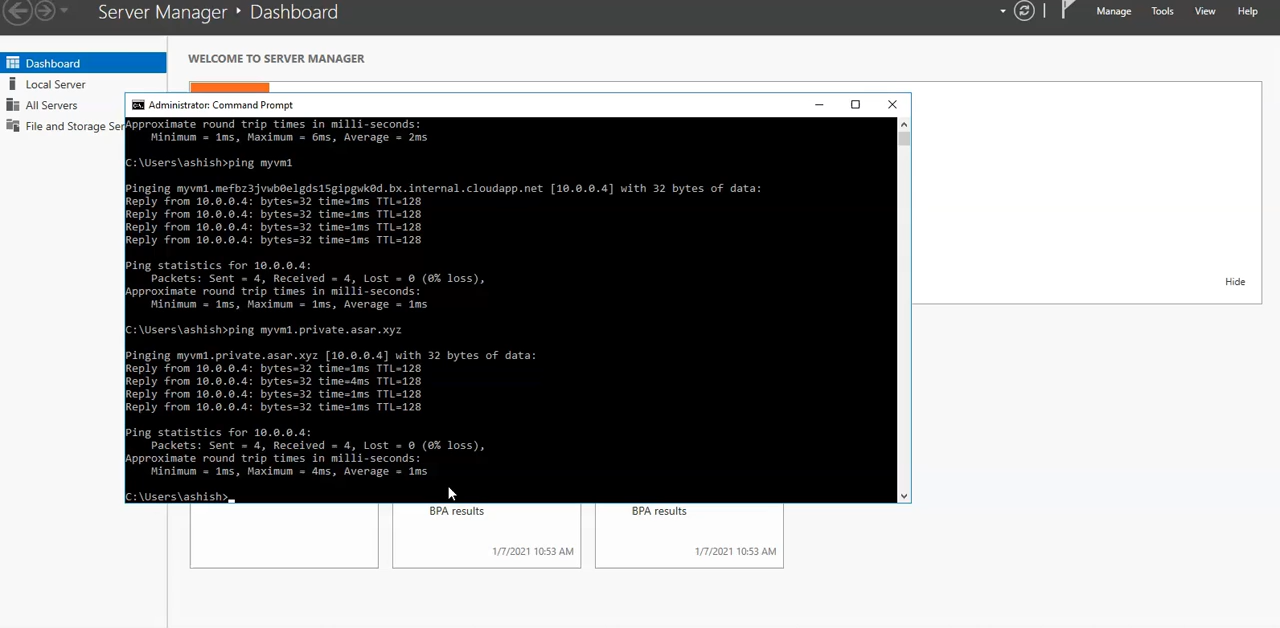 Server Manager ‣ Dashboard
Manage Tools View Help
Dashboard
Local Server
All Servers
File and Storage Ser
WELCOME TO SERVER MANAGER
Hide
Administrator: Command Prompt
Approximate round trip times in milli-seconds:
    Minimum = 1ms, Maximum = 6ms, Average = 2ms
C:\Users\ashish>ping myvm1
Pinging myvm1.mefbz3jvwb0elgds15gipgwk0d.bx.internal.cloudapp.net [10.0.0.4] with 32 bytes of data:
Reply from 10.0.0.4: bytes=32 time=1ms TTL=128
Reply from 10.0.0.4: bytes=32 time=1ms TTL=128
Reply from 10.0.0.4: bytes=32 time=1ms TTL=128
Reply from 10.0.0.4: bytes=32 time=1ms TTL=128
Ping statistics for 10.0.0.4:
    Packets: Sent = 4, Received = 4, Lost = 0 (0% loss),
Approximate round trip times in milli-seconds:
    Minimum = 1ms, Maximum = 1ms, Average = 1ms
C:\Users\ashish>ping myvm1.private.asar.xyz
Pinging myvm1.private.asar.xyz [10.0.0.4] with 32 bytes of data:
Reply from 10.0.0.4: bytes=32 time=1ms TTL=128
Reply from 10.0.0.4: bytes=32 time=4ms TTL=128
Reply from 10.0.0.4: bytes=32 time=1ms TTL=128
Reply from 10.0.0.4: bytes=32 time=1ms TTL=128
Ping statistics for 10.0.0.4:
    Packets: Sent = 4, Received = 4, Lost = 0 (0% loss),
Approximate round trip times in milli-seconds:
    Minimum = 1ms, Maximum = 4ms, Average = 1ms
C:\Users\ashish>_
BPA results
1/7/2021 10:53 AM
BPA results
1/7/2021 10:53 AM